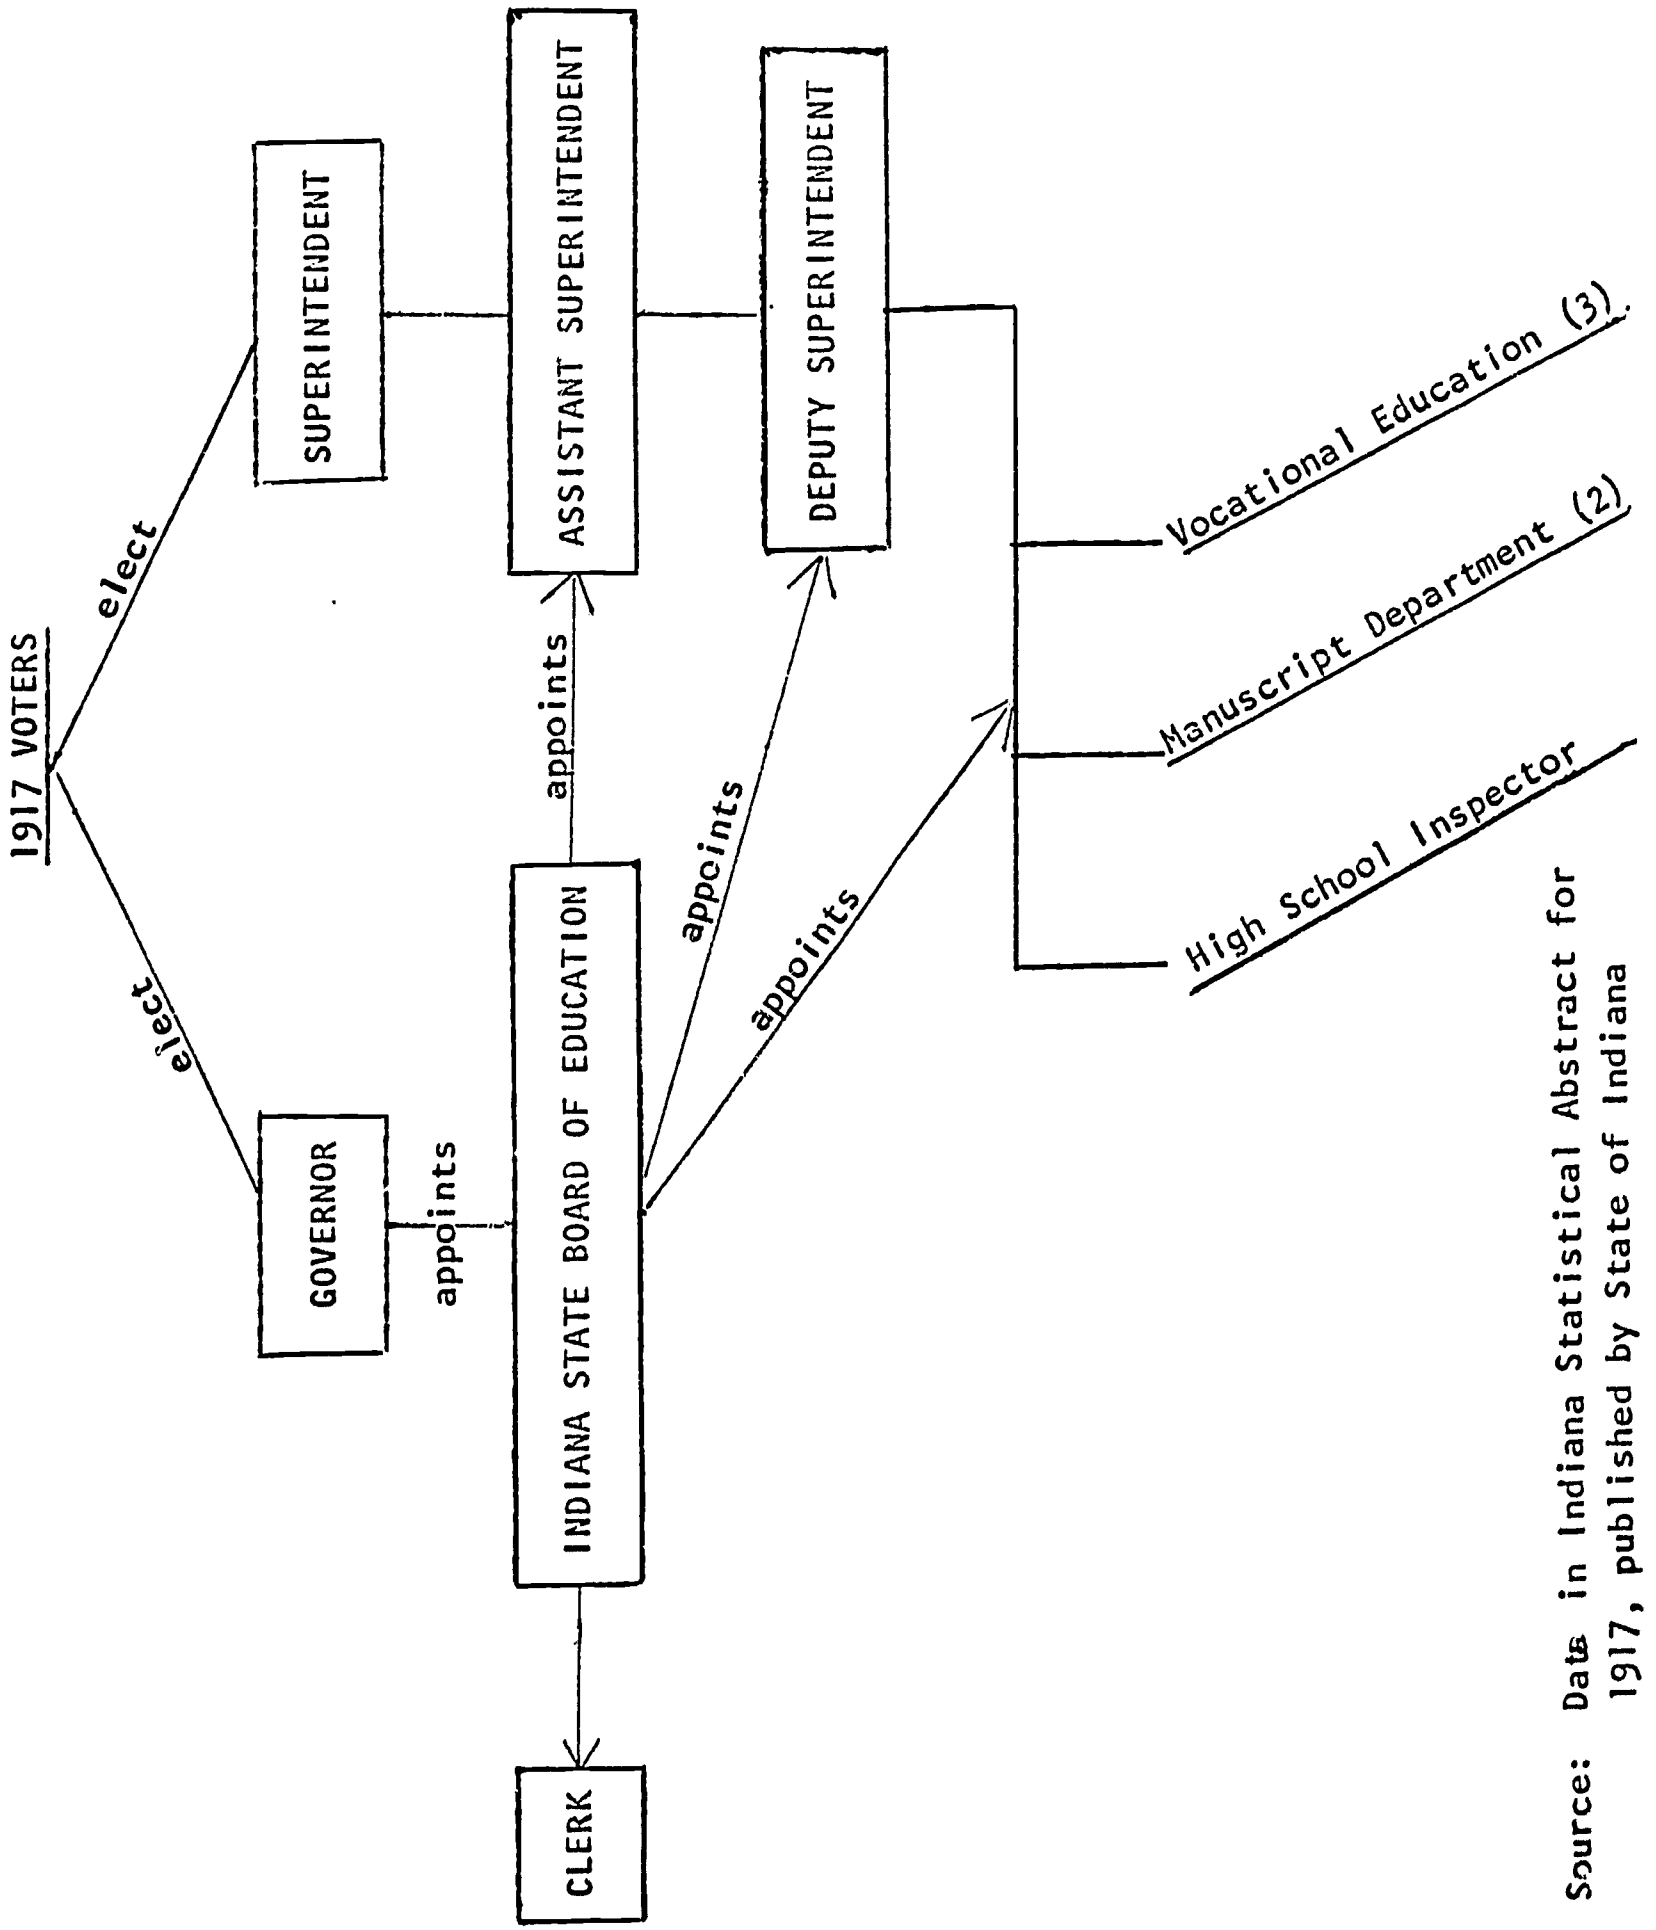 1917 VOTERS
elect
elect
GOVERNOR
SUPERINTENDENT
appoints
CLERK
INDIANA STATE BOARD OF EDUCATION
appoints
ASSISTANT SUPERINTENDENT
appoints
DEPUTY SUPERINTENDENT
appoints
High School Inspector
Manuscript Department (2)
Vocational Education (3)
Source: Data in Indiana Statistical Abstract for
1917, published by State of Indiana